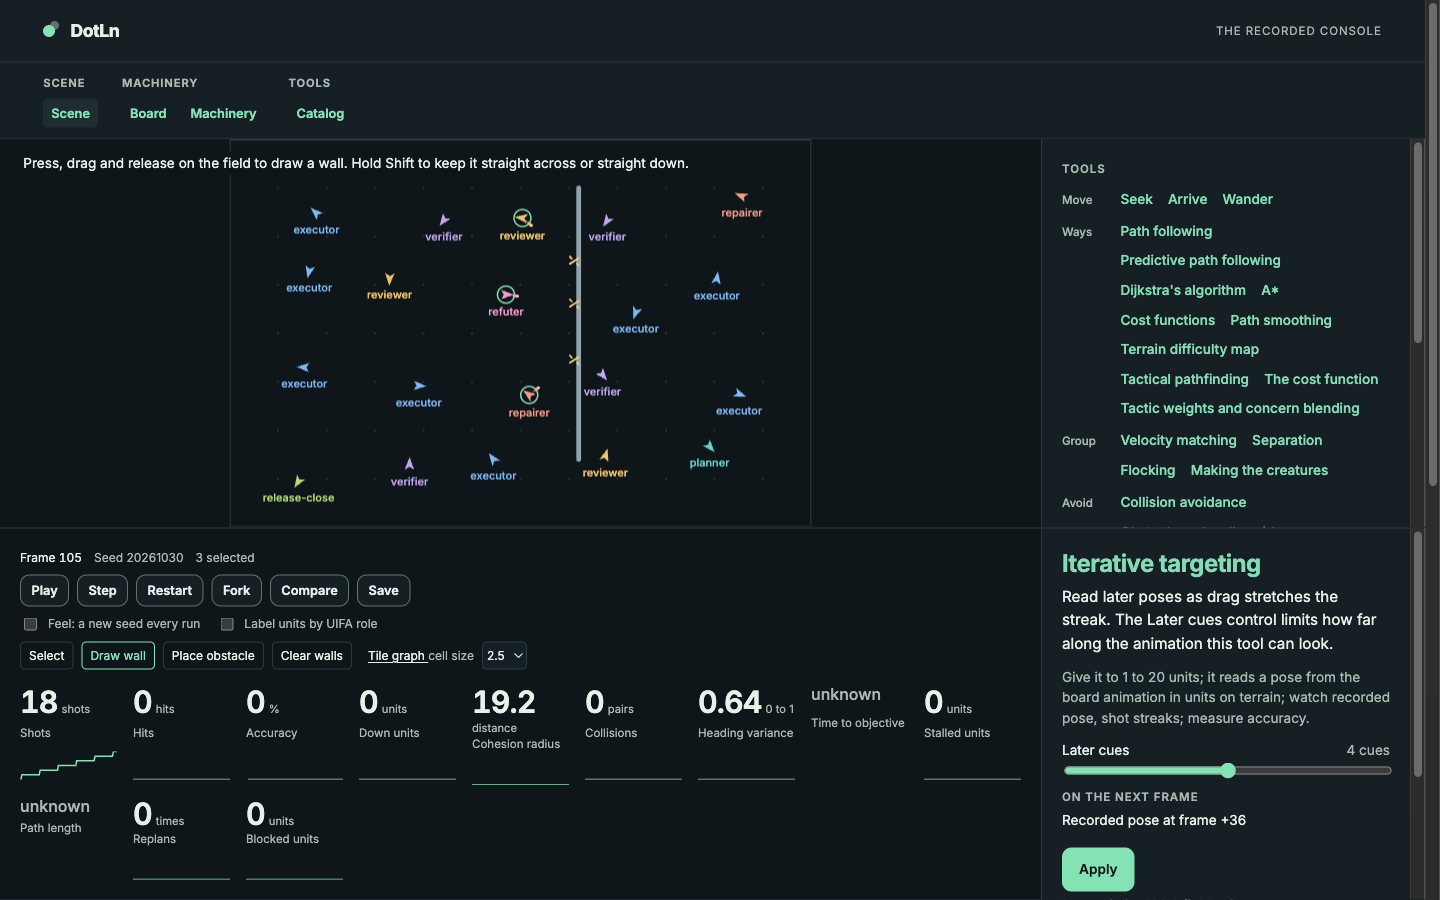 DotLn
THE RECORDED CONSOLE
SCENE MACHINERY TOOLS
Scene Board Machinery Catalog
Press, drag and release on the field to draw a wall. Hold Shift to keep it straight across or straight down.
executor
verifier
reviewer
verifier
repairer
executor
reviewer
refuter
executor
executor
executor
executor
repairer
verifier
executor
release-close
verifier
executor
reviewer
planner
TOOLS
Move Seek Arrive Wander
Ways Path following
Predictive path following
Dijkstra's algorithm A*
Cost functions Path smoothing
Terrain difficulty map
Tactical pathfinding The cost function
Tactic weights and concern blending
Group Velocity matching Separation
Flocking Making the creatures
Avoid Collision avoidance
Frame 105 Seed 20261030 3 selected
Play Step Restart Fork Compare Save
Feel: a new seed every run Label units by UIFA role
Select Draw wall Place obstacle Clear walls Tile graph cell size 2.5
18 shots
Shots
0 hits
Hits
0 %
Accuracy
0 units
Down units
19.2
distance
Cohesion radius
0 pairs
Collisions
0.64 0 to 1
Heading variance
unknown
Time to objective
0 units
Stalled units
unknown
Path length
0 times
Replans
0 units
Blocked units
Iterative targeting
Read later poses as drag stretches the
streak. The Later cues control limits how far
along the animation this tool can look.
Give it to 1 to 20 units; it reads a pose from the
board animation in units on terrain; watch recorded
pose, shot streaks; measure accuracy.
Later cues 4 cues
ON THE NEXT FRAME
Recorded pose at frame +36
Apply